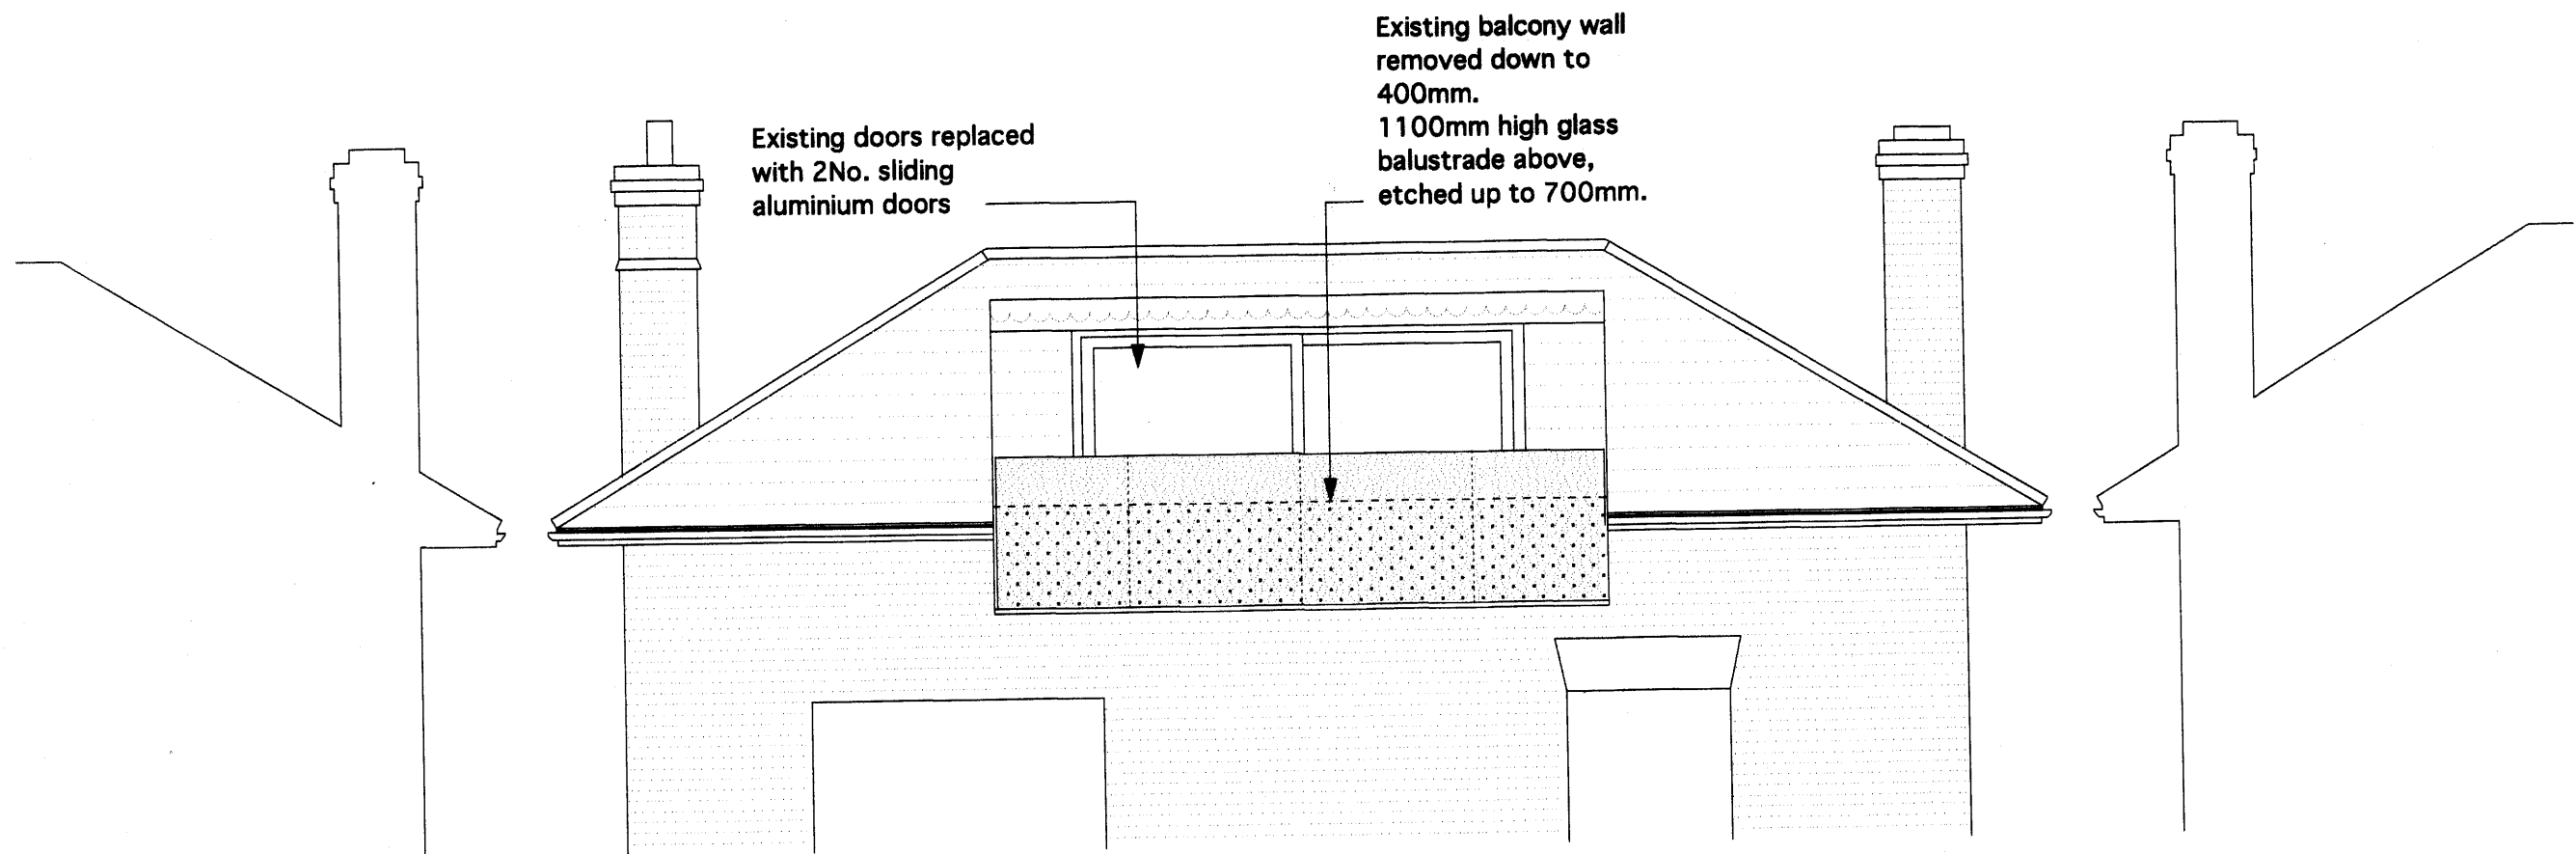 Existing doors replaced
with 2No. sliding
aluminium doors
Existing balcony wall
removed down to
400mm.
1100mm high glass
balustrade above,
etched up to 700mm.